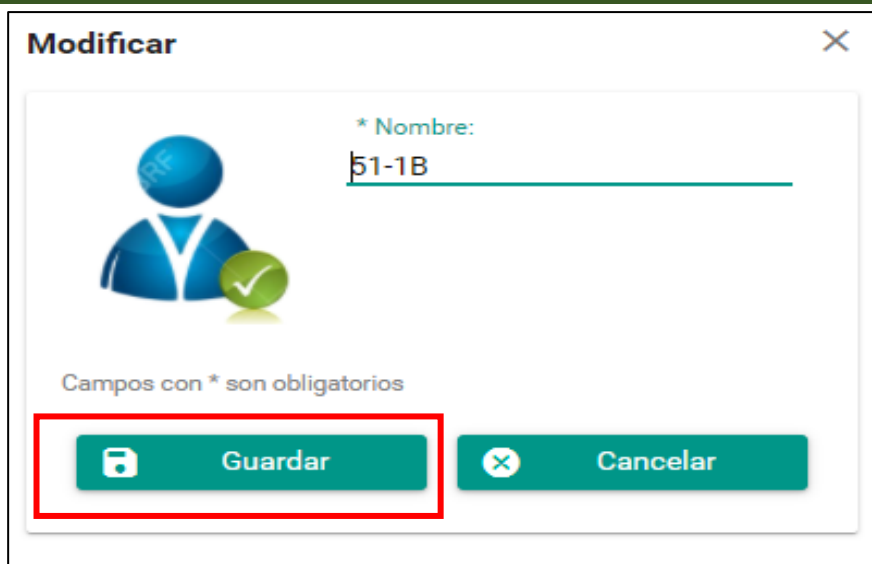 Modificar
* Nombre:
51-1B
Campos con * son obligatorios
Guardar
Cancelar